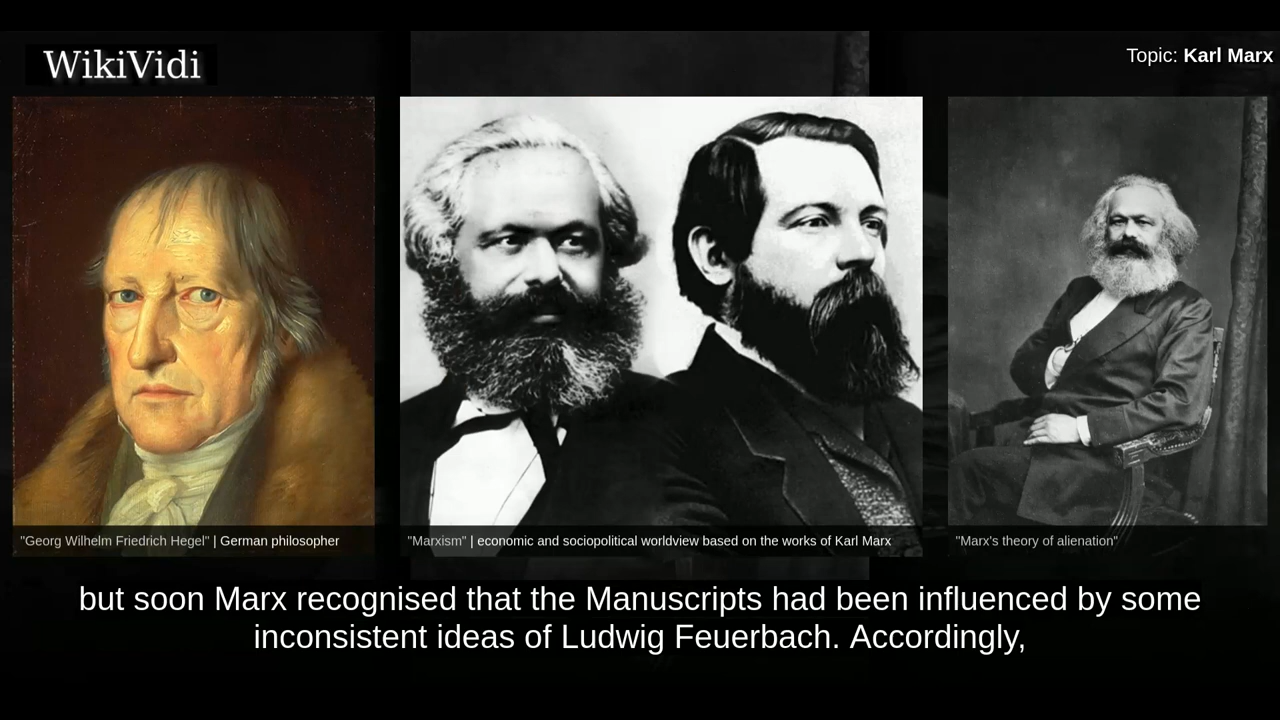 WikiVidi
Topic: Karl Marx
"Georg Wilhelm Friedrich Hegel" | German philosopher
"Marxism" | economic and sociopolitical worldview based on the works of Karl Marx
"Marx's theory of alienation"
but soon Marx recognised that the Manuscripts had been influenced by some
inconsistent ideas of Ludwig Feuerbach. Accordingly,